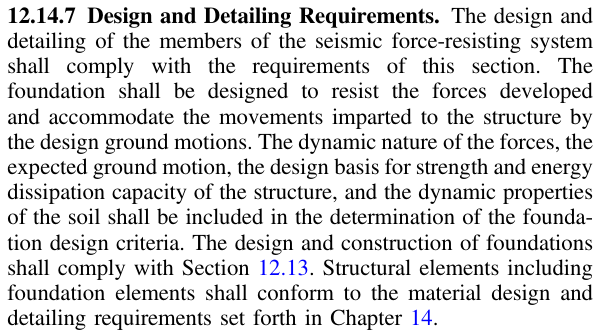 12.14.7 Design and Detailing Requirements. The design and
detailing of the members of the seismic force-resisting system
shall comply with the requirements of this section. The
foundation shall be designed to resist the forces developed
and accommodate the movements imparted to the structure by
the design ground motions. The dynamic nature of the forces, the
expected ground motion, the design basis for strength and energy
dissipation capacity of the structure, and the dynamic properties
of the soil shall be included in the determination of the founda-
tion design criteria. The design and construction of foundations
shall comply with Section 12.13. Structural elements including
foundation elements shall conform to the material design and
detailing requirements set forth in Chapter 14.